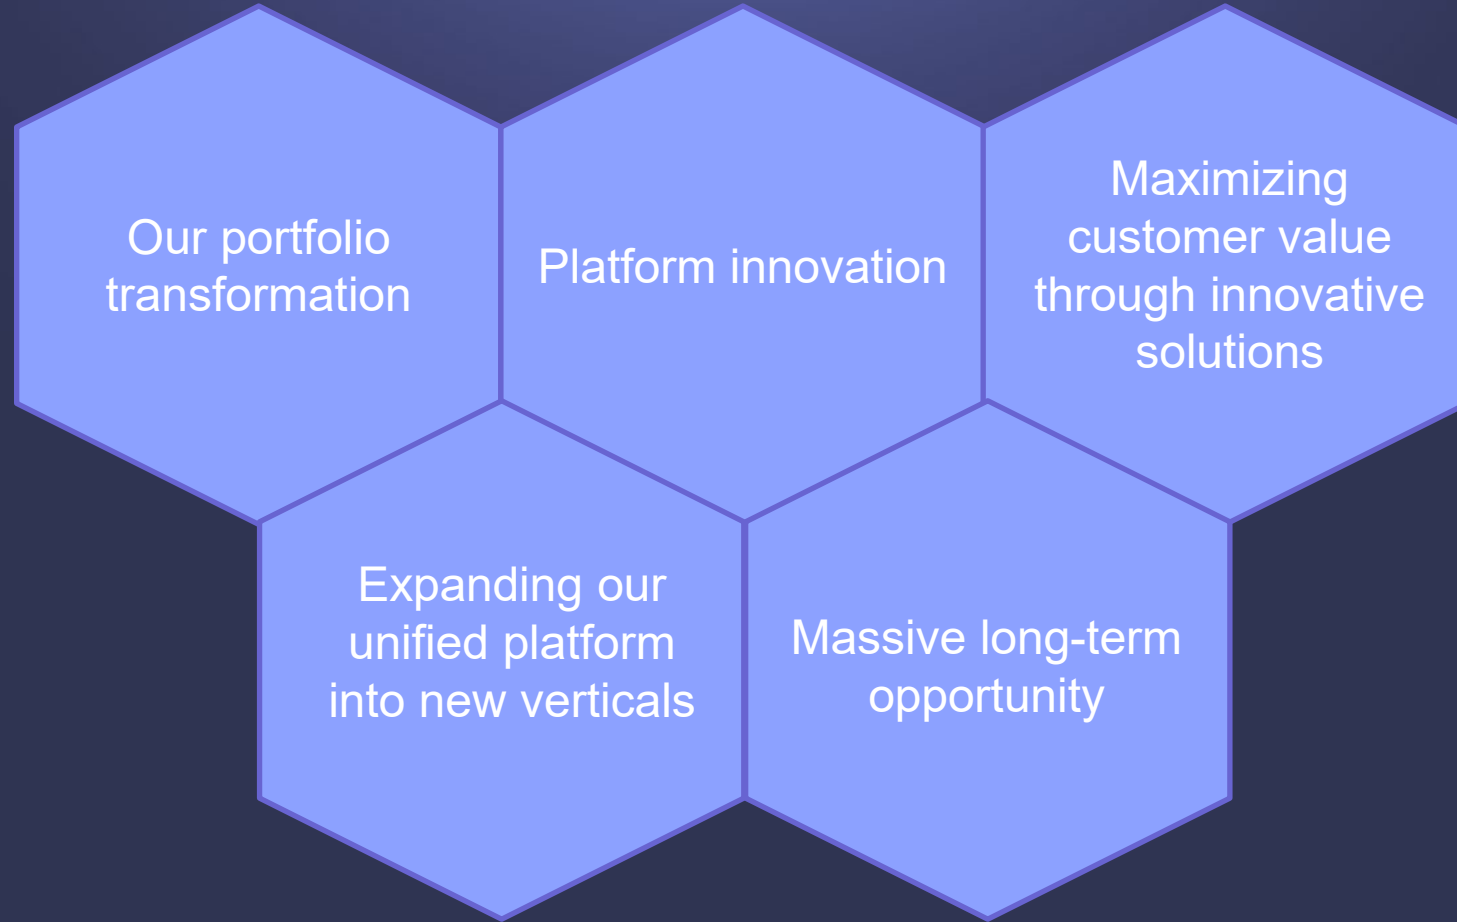 Our portfolio
transformation
Platform innovation
Maximizing
customer value
through innovative
solutions
Expanding our
unified platform
into new verticals
Massive long-term
opportunity